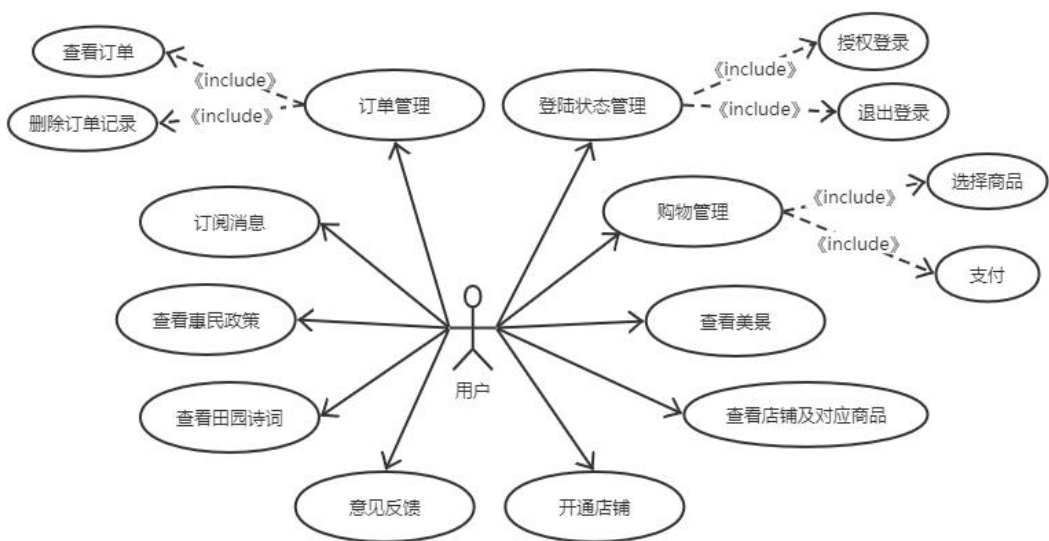 查看订单
授权登录
《include》
《include》
订单管理
登陆状态管理
删除订单记录
《include》
《include》
退出登录
选择商品
《include》
订阅消息
购物管理
《include》
支付
查看惠民政策
查看美景
用户
查看田园诗词
查看店铺及对应商品
意见反馈
开通店铺